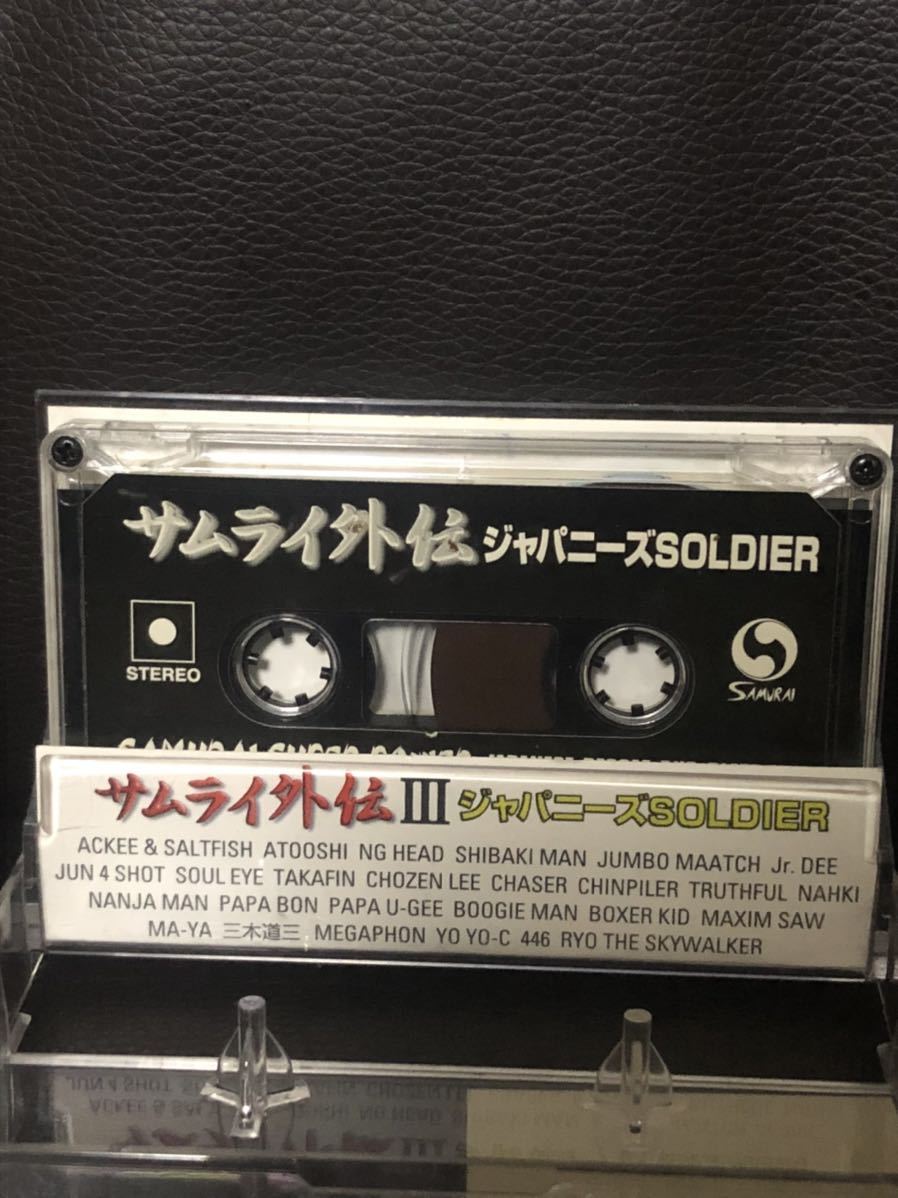 サムライ外伝 ジャパニーズSOLDIER
STEREO
SAMURAI
SAMURAI SUPER
サムライ外伝 III ジャパニーズSOLDIER
ACKEE & SALTFISH ATOOSHI NG HEAD SHIBAKI MAN JUMBO MAATCH Jr. DEE
JUN 4 SHOT SOUL EYE TAKAFIN CHOZEN LEE CHASER CHINPILER TRUTHFUL NAHKI
NANJA MAN PAPA BON PAPA U-GEE BOOGIE MAN BOXER KID MAXIM SAW
MA-YA 三木道三 MEGAPHON YO YO-C 446 RYO THE SKYWALKER